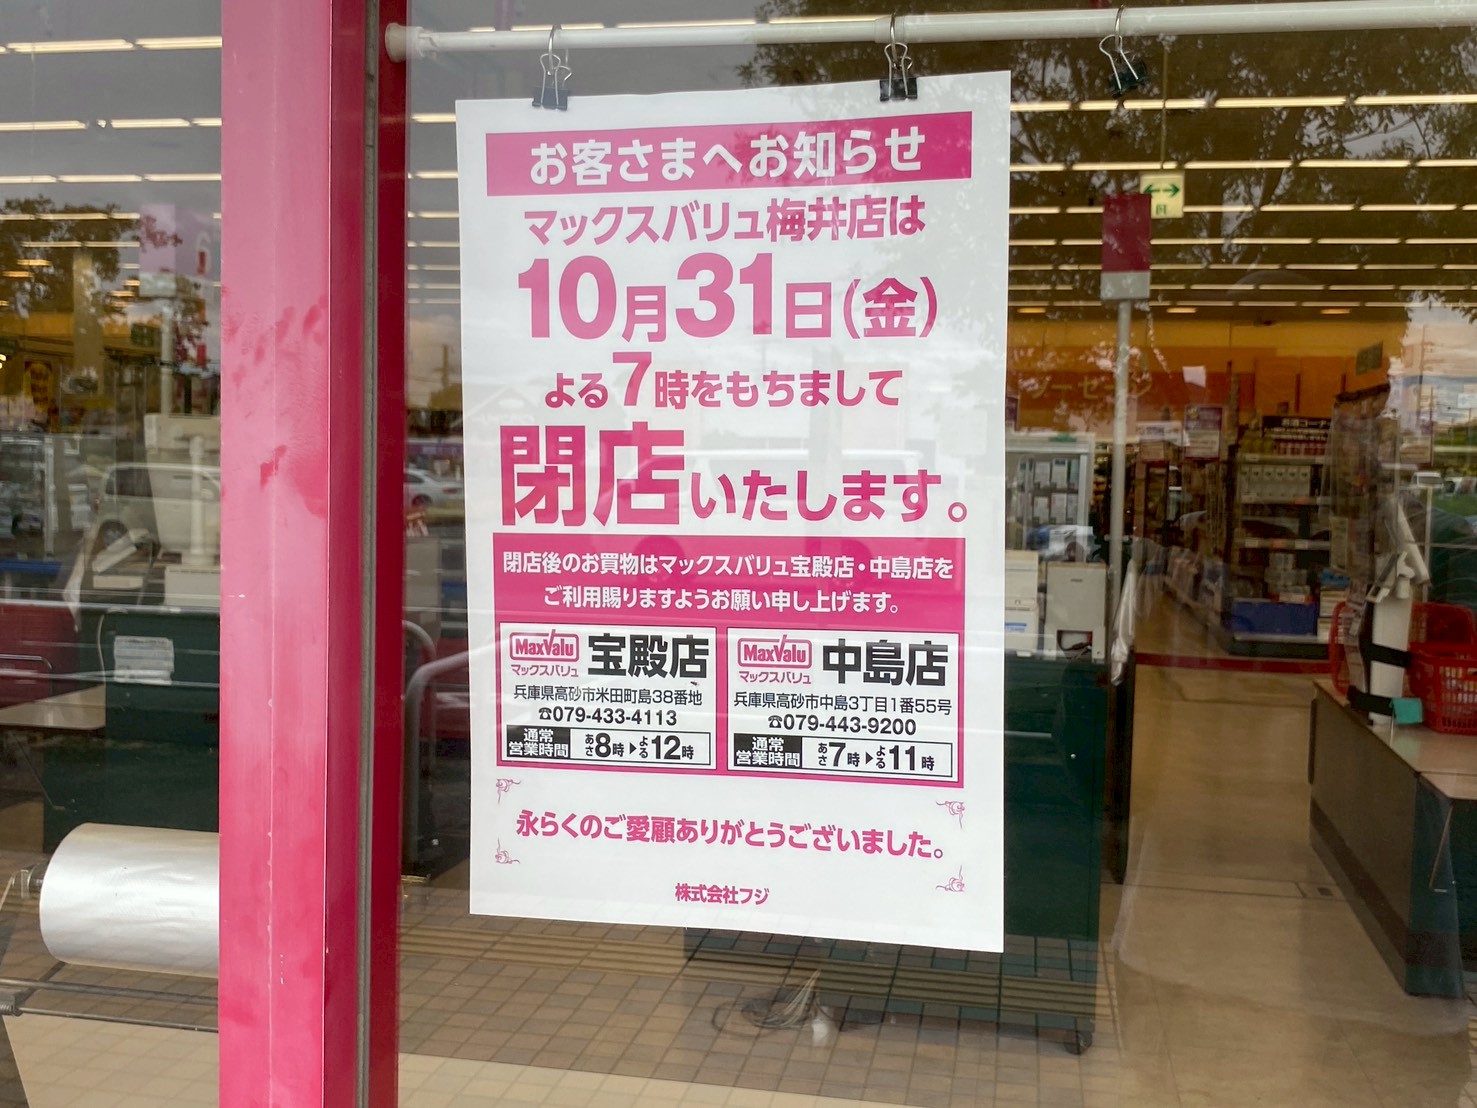 お客さまへお知らせ
マックスバリュ梅井店は
10月31日(金)
よる7時をもちまして
閉店いたします。
閉店後のお買物はマックスバリュ宝殿店・中島店を
ご利用賜りますようお願い申し上げます。
MaxValu
マックスバリュ
宝殿店
兵庫県高砂市米田町島38番地
☎079-433-4113
通常
営業時間
あさ8時▶よる12時
MaxValu
マックスバリュ
中島店
兵庫県高砂市中島3丁目1番55号
☎079-443-9200
通常
営業時間
あさ7時▶よる11時
永らくのご愛顧ありがとうございました。
株式会社フジ